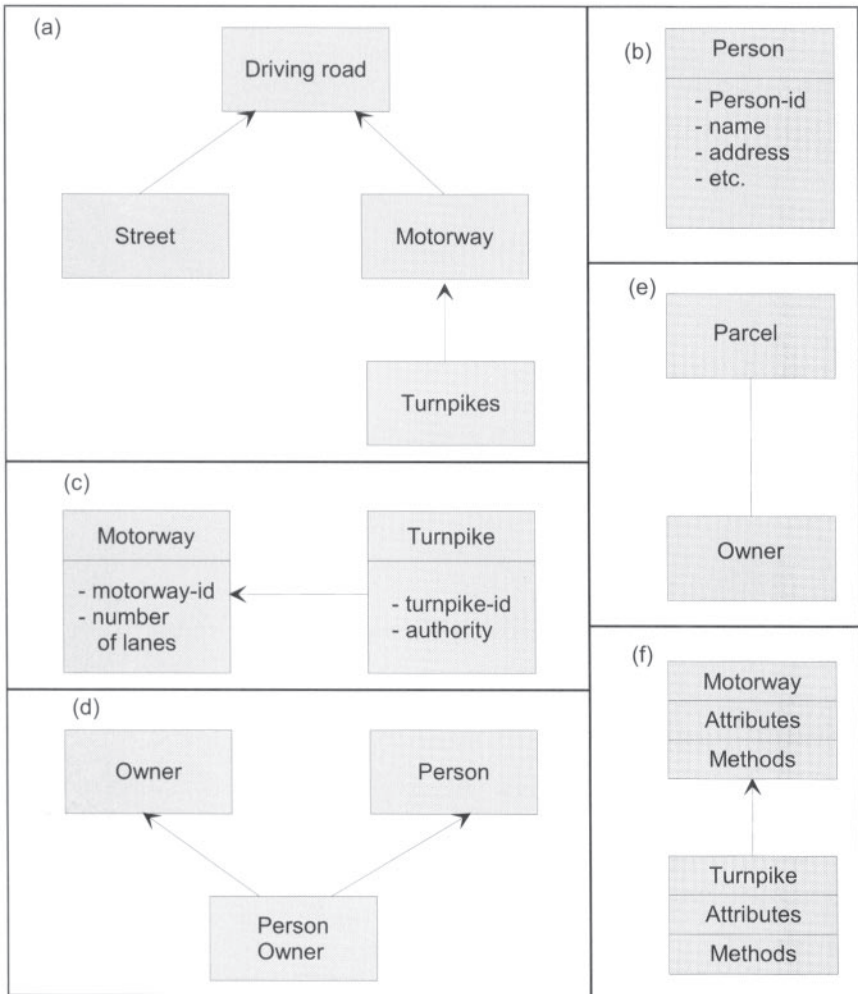 (a)
Driving road
Street
Motorway
Turnpikes
(b)
Person
- Person-id
- name
- address
- etc.
(c)
Motorway
- motorway-id
- number
of lanes
Turnpike
- turnpike-id
- authority
(d)
Owner
Person
Person
Owner
(e)
Parcel
Owner
(f)
Motorway
Attributes
Methods
Turnpike
Attributes
Methods